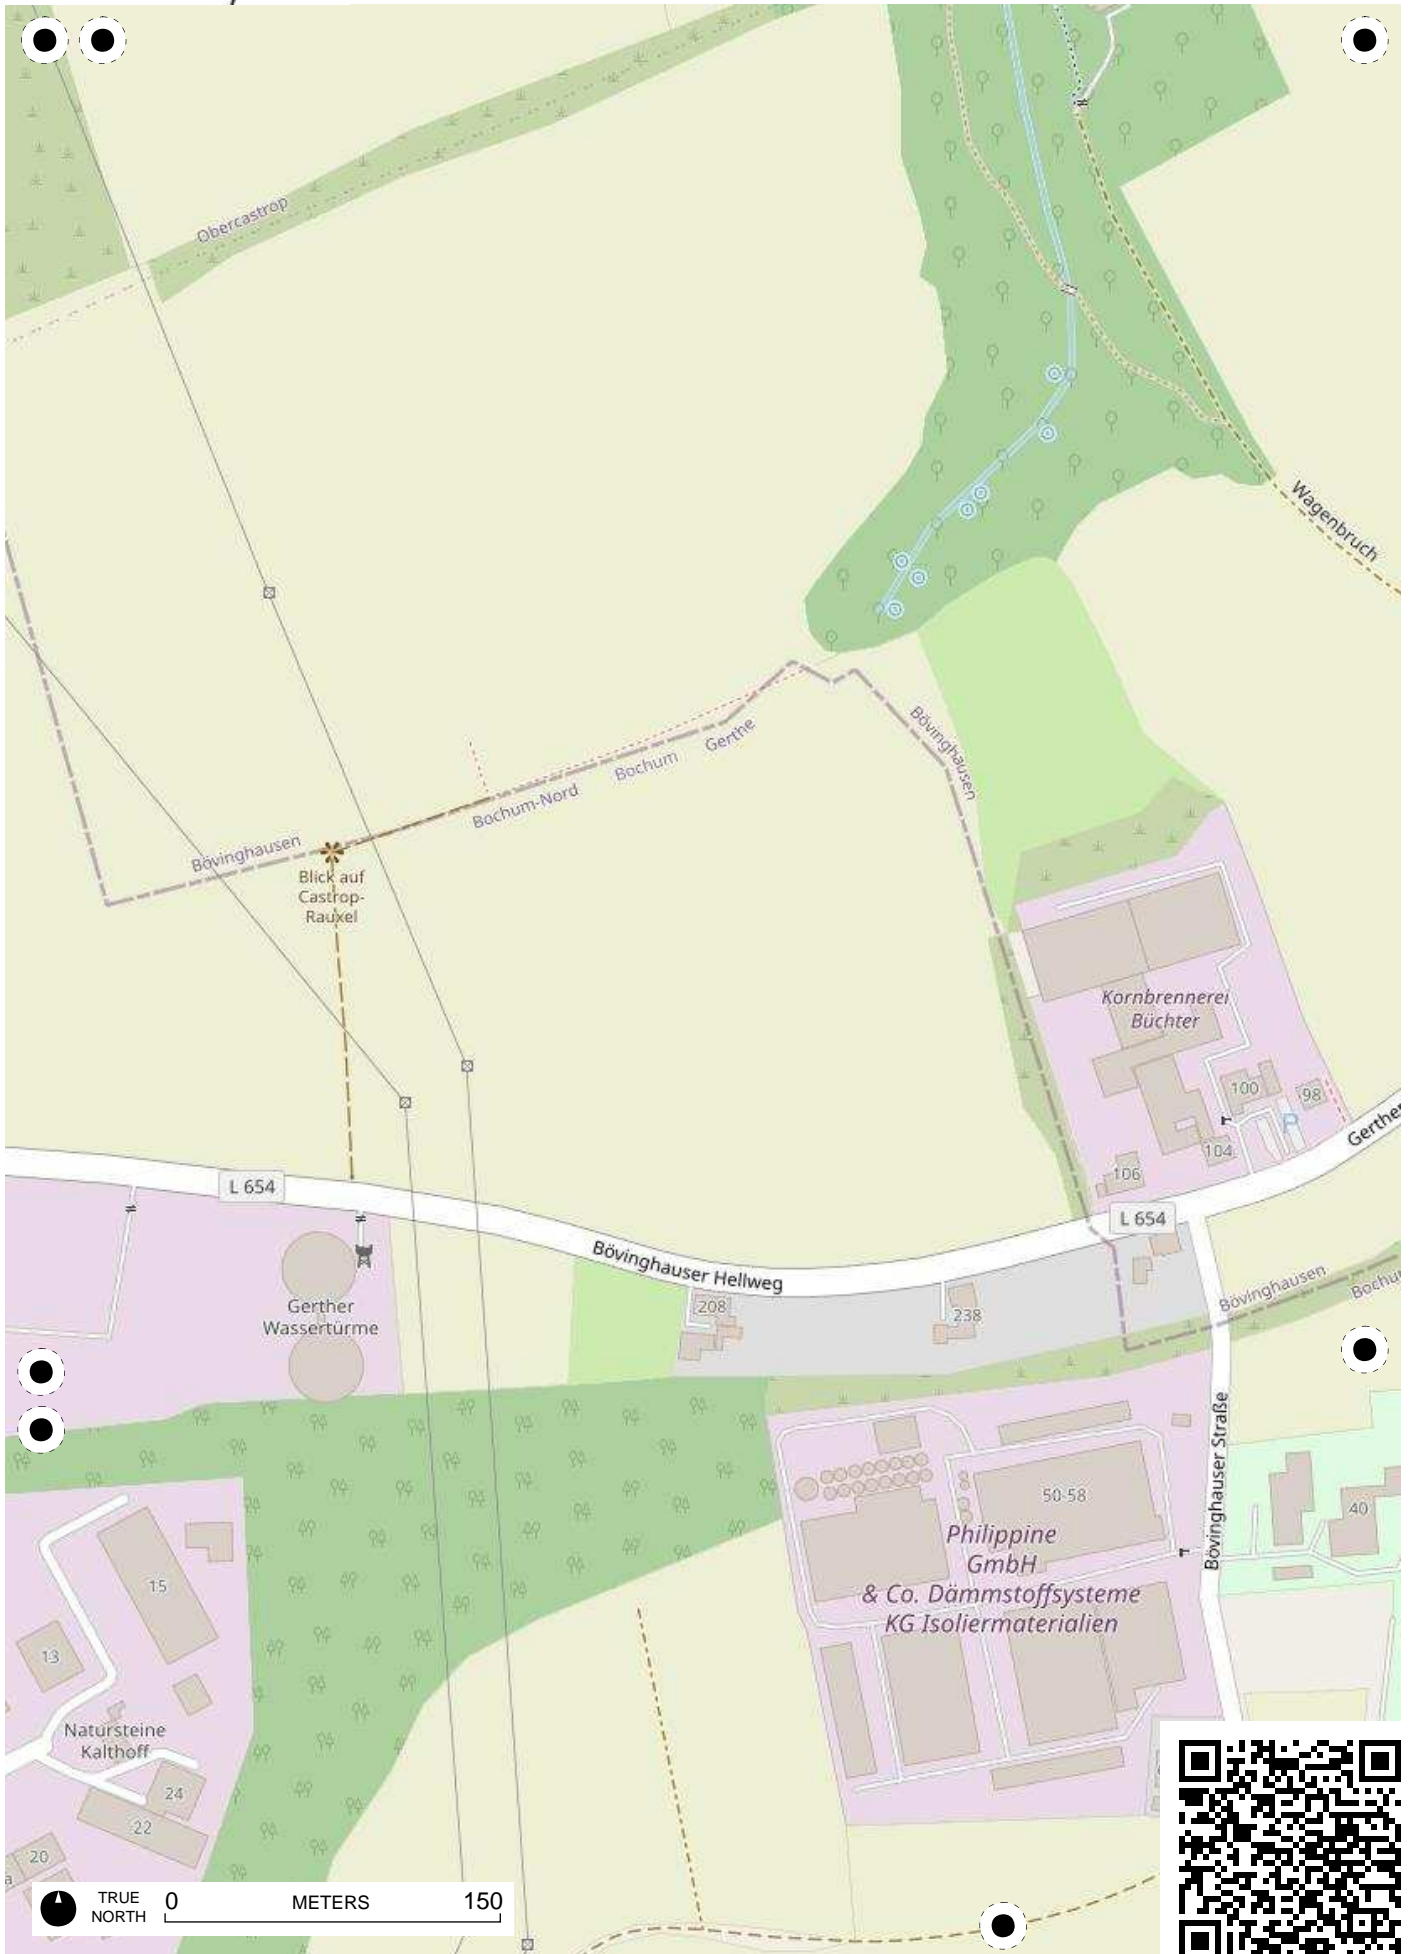 Obercastrop
Wagenbruch
Bövinghausen
Gerthe
Bochum
Bochum-Nord
Bövinghausen
Blick auf
Castrop-
Rauxel
Kornbrennerei
Büchter
100
98
P
104
106
Gerther
L 654
L 654
Bövinghauser Hellweg
Gerther
Wassertürme
208
238
Bövinghausen
Bövinghauser Straße
50-58
40
Philippine
GmbH
& Co. Dämmstoffsysteme
KG Isoliermaterialien
15
13
Natursteine
Kalthoff
24
22
20
a
TRUE
NORTH
0 METERS 150